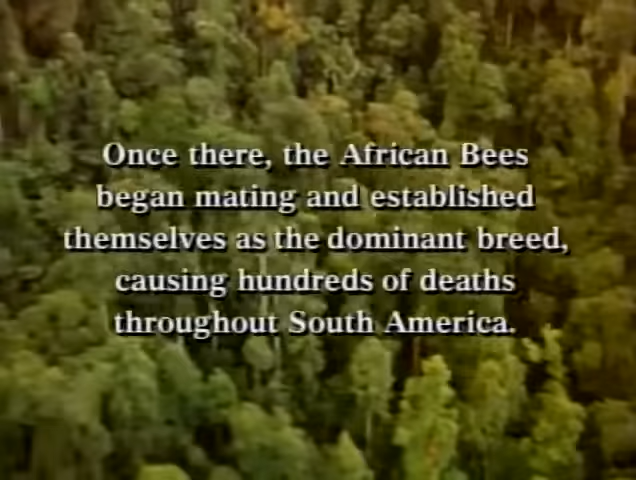 Once there, the African Bees
began mating and established
themselves as the dominant breed,
causing hundreds of deaths
throughout South America.